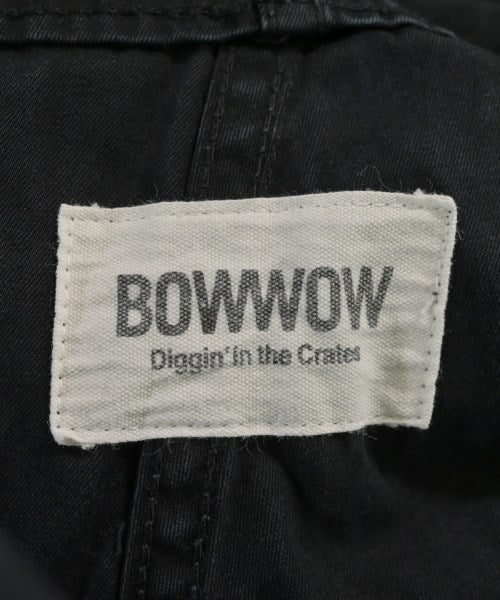 BOWWOW
Diggin' in the Crates